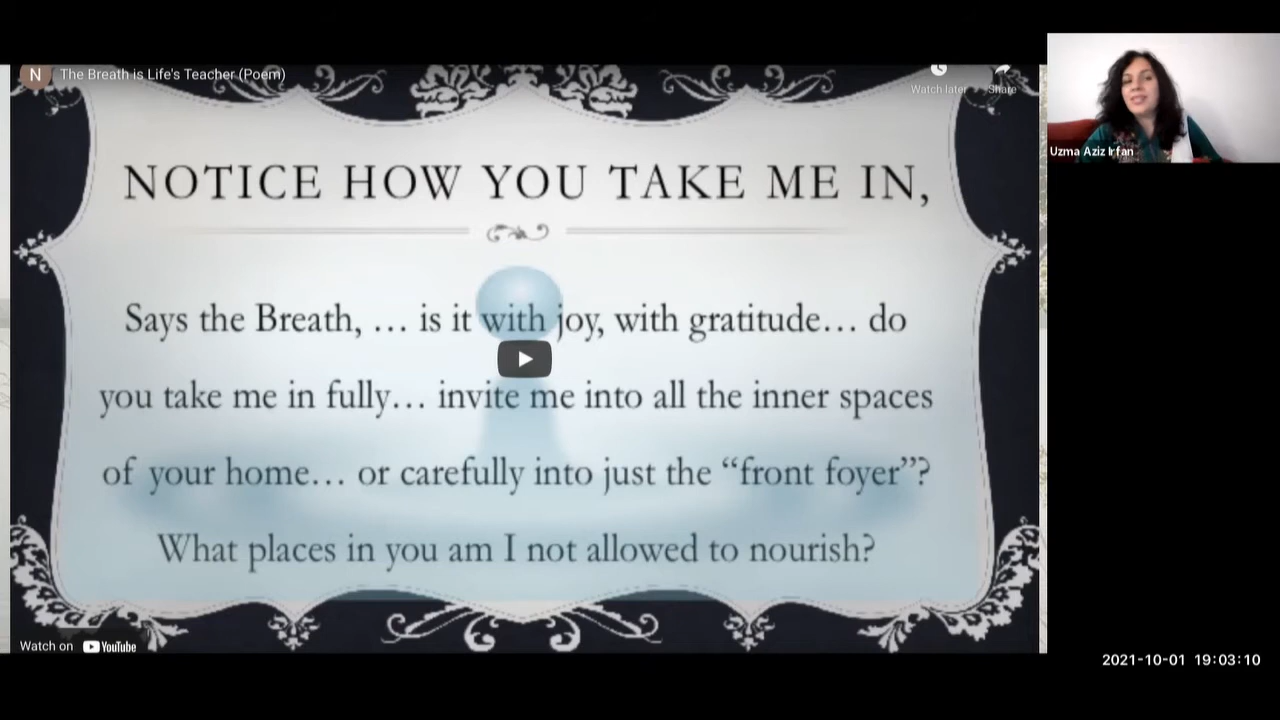 N The Breath is Life's Teacher (Poem)
Watch later Share
NOTICE HOW YOU TAKE ME IN,
Says the Breath, … is it with joy, with gratitude… do
you take me in fully… invite me into all the inner spaces
of your home… or carefully into just the “front foyer”?
What places in you am I not allowed to nourish?
Watch on YouTube
Uzma Aziz Irfan
2021-10-01 19:03:10